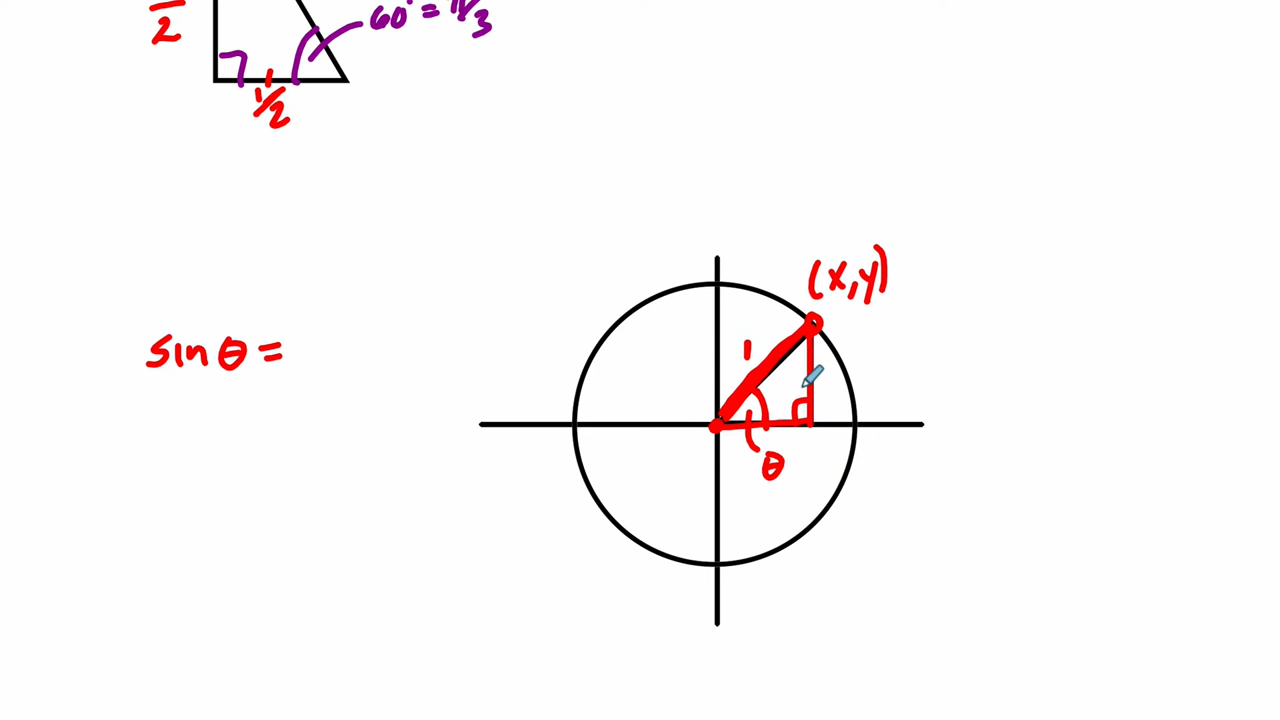 2
60° = π/3
1/2
(x,y)
1
sin θ =
θ